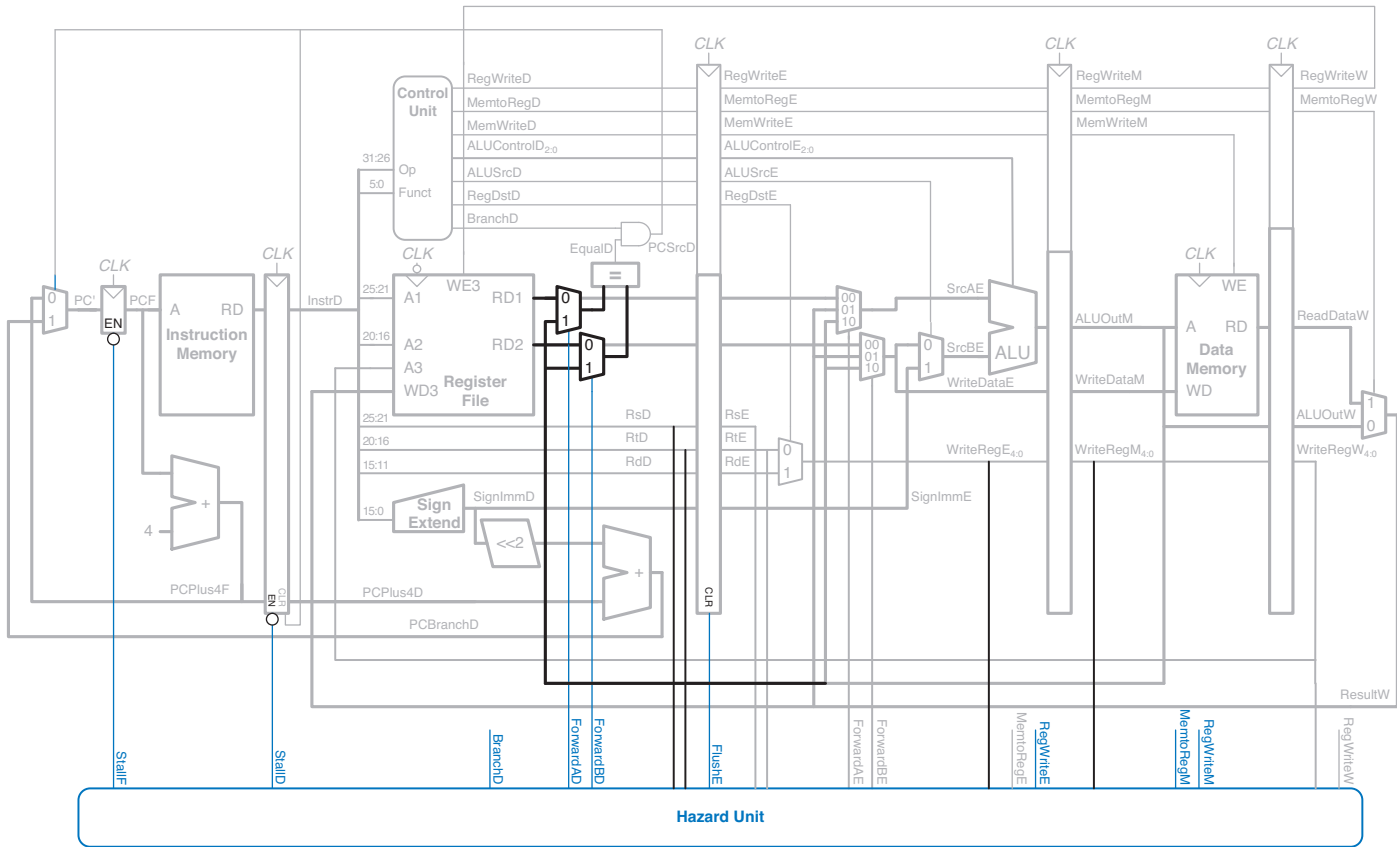 CLK CLK CLK
RegWriteD RegWriteE RegWriteM RegWriteW
Control Unit
MemtoRegD MemtoRegE MemtoRegM MemtoRegW
MemWriteD MemWriteE MemWriteM
ALUControlD2:0 ALUControlE2:0
31:26 Op ALUSrcD ALUSrcE
5:0 Funct RegDstD RegDstE
BranchD
EqualD PCSrcD
CLK CLK CLK CLK
=
0 1 PC' PCF EN
A RD
Instruction Memory
InstrD
25:21 A1 WE3 RD1
20:16 A2 RD2
A3
WD3 Register File
0 1
0 1
00 01 10
00 01 10
SrcAE
0 1 SrcBE
ALU
ALUOutM
WriteDataE WriteDataM
WE
A RD
Data Memory
WD
ReadDataW
1 0
ALUOutW
25:21 RsD RsE
20:16 RtD RtE
15:11 RdD RdE
0 1
WriteRegE4:0 WriteRegM4:0 WriteRegW4:0
15:0 Sign Extend SignImmD SignImmE
+
4
<<2
+
PCPlus4F EN CLR PCPlus4D CLR
PCBranchD
ResultW
StallF
StallD
BranchD
ForwardAD
ForwardBD
FlushE
ForwardAE
ForwardBE
MemtoRegE
RegWriteE
MemtoRegM
RegWriteM
RegWriteW
Hazard Unit